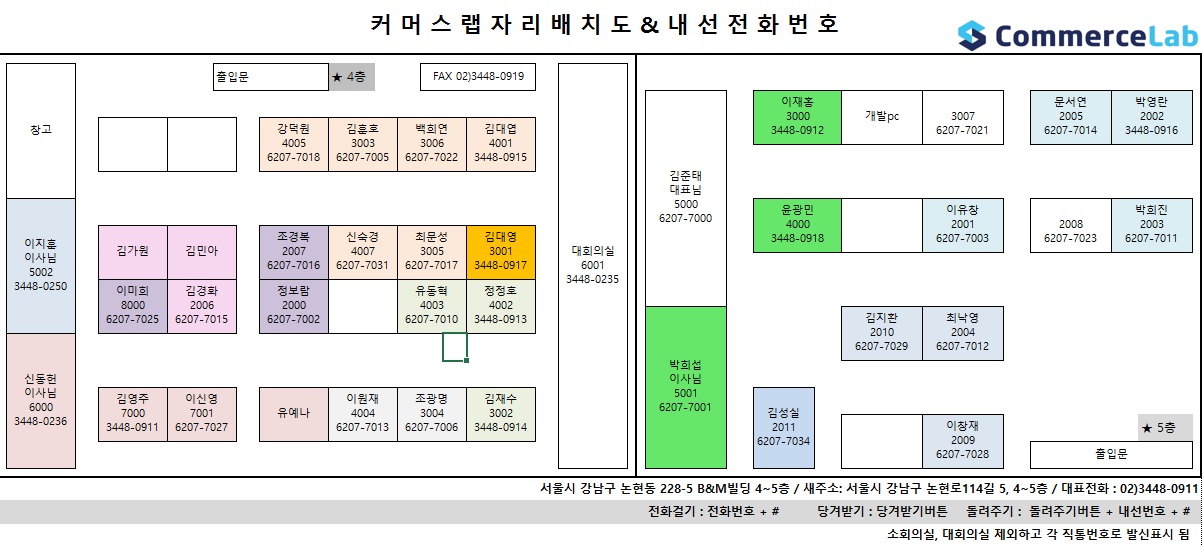 커 머 스 랩 자 리 배 치 도 & 내 선 전 화 번 호
CommerceLab
출입문
★ 4층
FAX 02)3448-0919
창고
강덕원
4005
6207-7018
김훈호
3003
6207-7005
백희연
3006
6207-7022
김대엽
4001
3448-0915
이지훈
이사님
5002
3448-0250
김가원
김민아
조경복
2007
6207-7016
신숙경
4007
6207-7031
최문성
3005
6207-7017
김대영
3001
3448-0917
이미희
8000
6207-7025
김경화
2006
6207-7015
정보람
2000
6207-7002
유동혁
4003
6207-7010
정정호
4002
3448-0913
신동헌
이사님
6000
3448-0236
김영주
7000
3448-0911
이신영
7001
6207-7027
유예나
이원재
4004
6207-7013
조광명
3004
6207-7006
김재수
3002
3448-0914
대회의실
6001
3448-0235
김준태
대표님
5000
6207-7000
박희섭
이사님
5001
6207-7001
이재홍
3000
3448-0912
개발pc
3007
6207-7021
문서연
2005
6207-7014
박영란
2002
3448-0916
윤광민
4000
3448-0918
이유창
2001
6207-7003
2008
6207-7023
박희진
2003
6207-7011
김지환
2010
6207-7029
최낙영
2004
6207-7012
김성실
2011
6207-7034
이창재
2009
6207-7028
★ 5층
출입문
서울시 강남구 논현동 228-5 B&M빌딩 4~5층 / 새주소: 서울시 강남구 논현로114길 5, 4~5층 / 대표전화 : 02)3448-0911
전화걸기 : 전화번호 + # 당겨받기 : 당겨받기버튼 돌려주기 : 돌려주기버튼 + 내선번호 + #
소회의실, 대회의실 제외하고 각 직통번호로 발신표시 됨